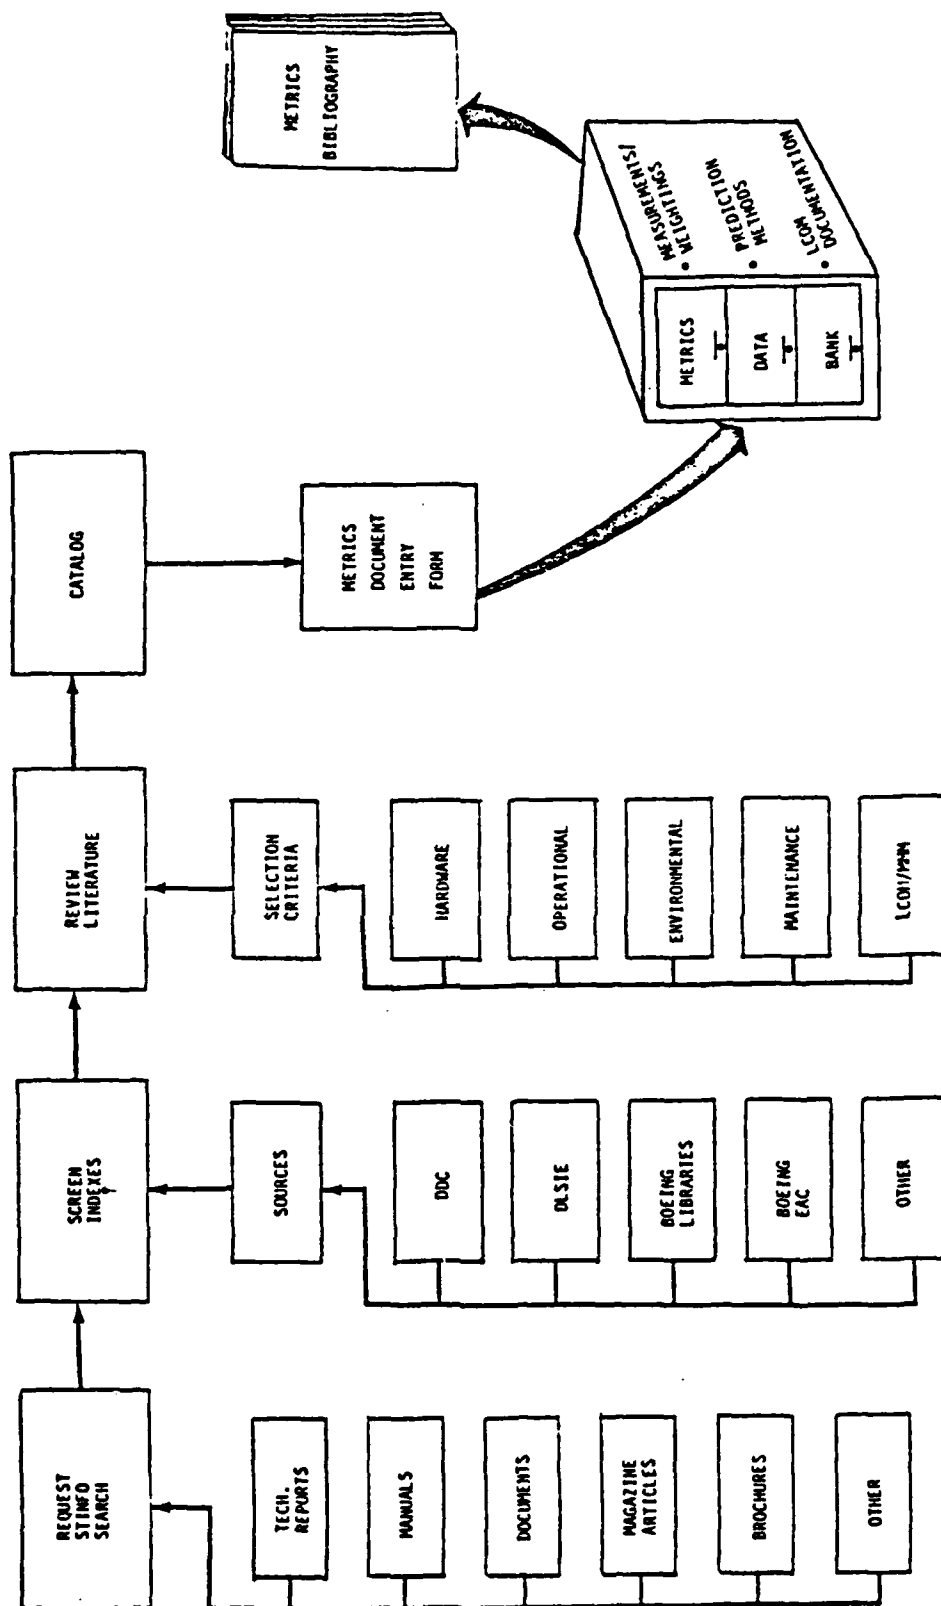 REQUEST
STINFO
SEARCH
TECH.
REPORTS
MANUALS
DOCUMENTS
MAGAZINE
ARTICLES
BROCHURES
OTHER
SCREEN
INDEXES
SOURCES
DDC
DLSIE
BOEING
LIBRARIES
BOEING
EAC
OTHER
REVIEW
LITERATURE
SELECTION
CRITERIA
HARDWARE
OPERATIONAL
ENVIRONMENTAL
MAINTENANCE
LCOM/MMM
CATALOG
METRICS
DOCUMENT
ENTRY
FORM
METRICS
DATA
BANK
• MEASUREMENTS/
WEIGHTINGS
• PREDICTION
METHODS
• LCOM
DOCUMENTATION
METRICS
BIBLIOGRAPHY